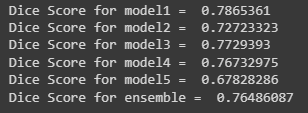 Dice Score for model1 =  0.7865361
Dice Score for model2 =  0.72723323
Dice Score for model3 =  0.7729393
Dice Score for model4 =  0.76732975
Dice Score for model5 =  0.67828286
Dice Score for ensemble =  0.76486087